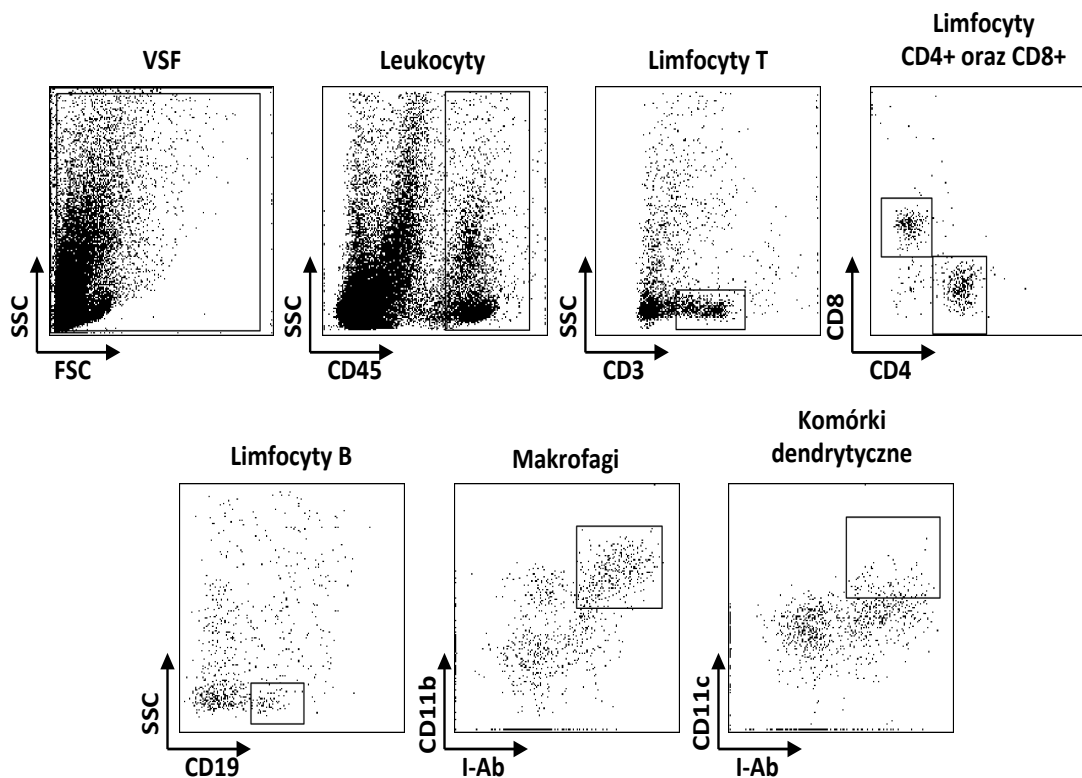 VSF
Leukocyty
Limfocyty T
Limfocyty
CD4+ oraz CD8+
SSC
FSC
SSC
CD45
SSC
CD3
CD8
CD4
Limfocyty B
Makrofagi
Komórki
dendrytyczne
SSC
CD19
CD11b
I-Ab
CD11c
I-Ab